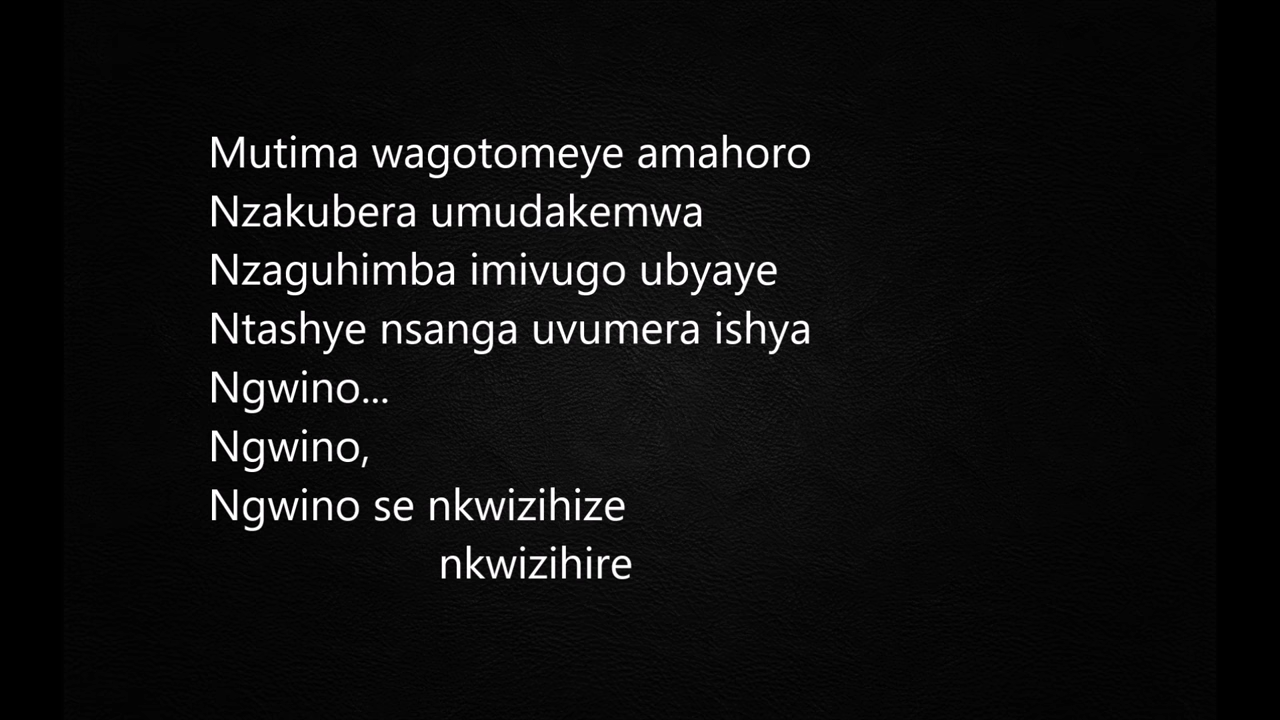 Mutima wagotomeye amahoro
Nzakubera umudakemwa
Nzaguhimba imivugo ubyaye
Ntashye nsanga uvumera ishya
Ngwino...
Ngwino,
Ngwino se nkwizihize
nkwizihire